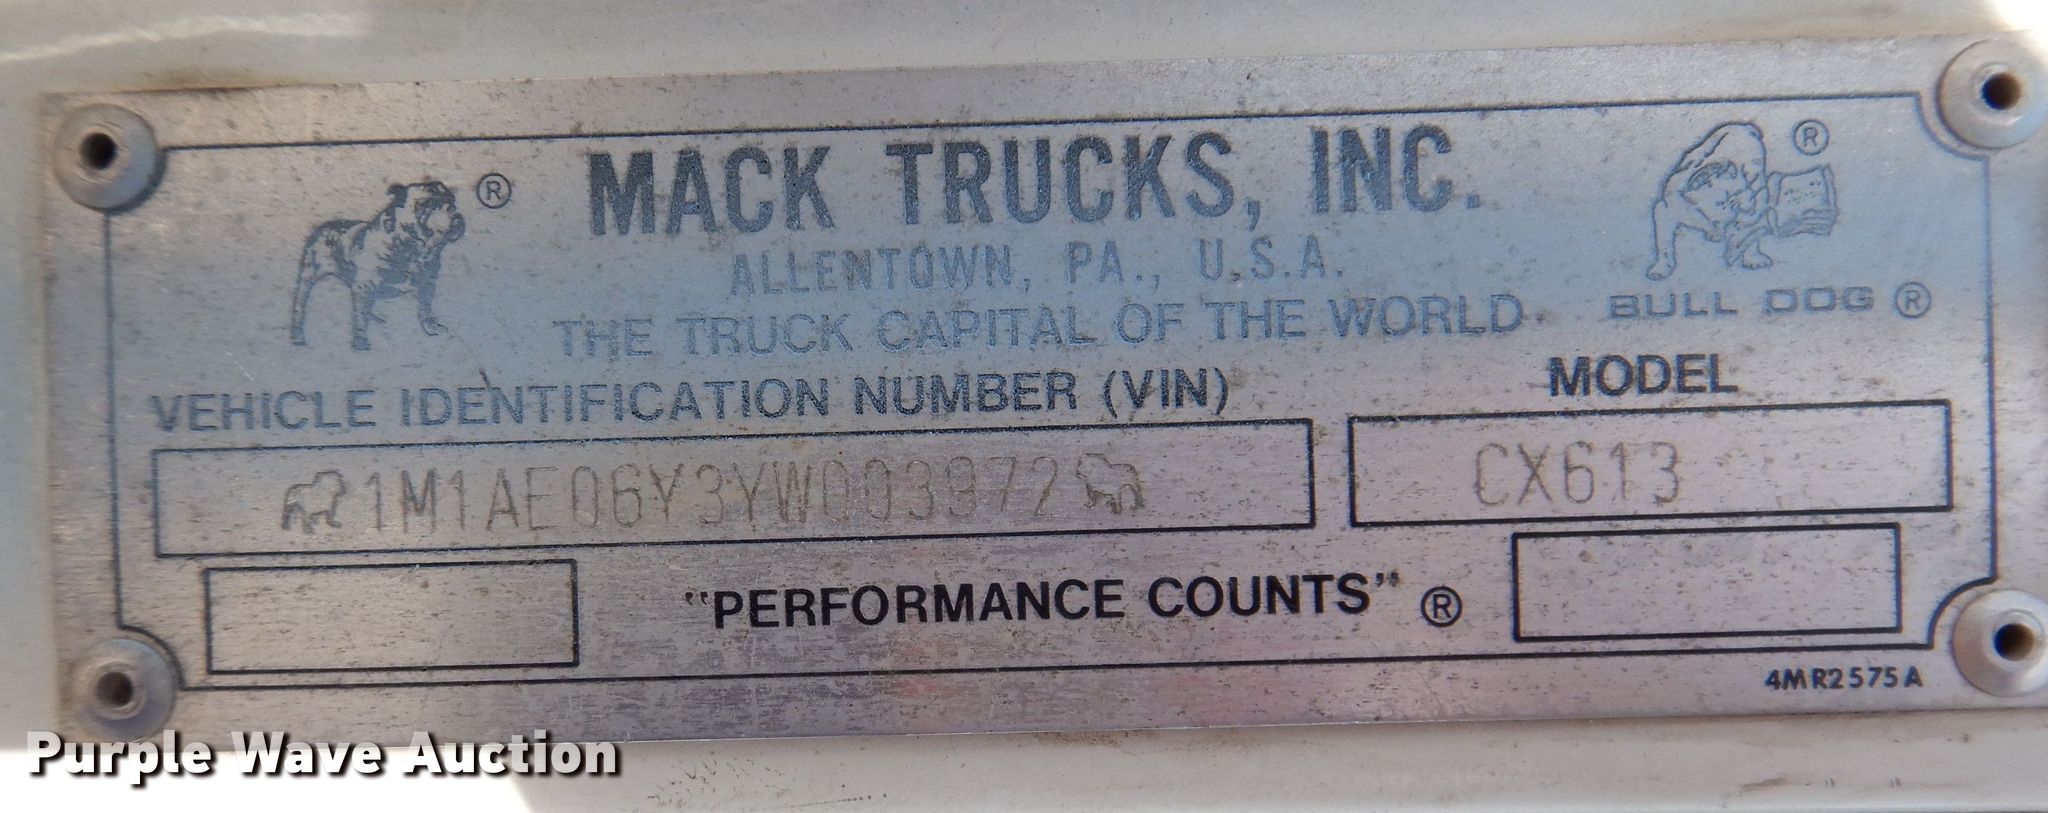 ® MACK TRUCKS, INC. ®
ALLENTOWN, PA., U.S.A.
THE TRUCK CAPITAL OF THE WORLD
BULL DOG ®
VEHICLE IDENTIFICATION NUMBER (VIN)
MODEL
1M1AE06Y3YW003972
CX613
"PERFORMANCE COUNTS" ®
4MR2575A
Purple Wave Auction